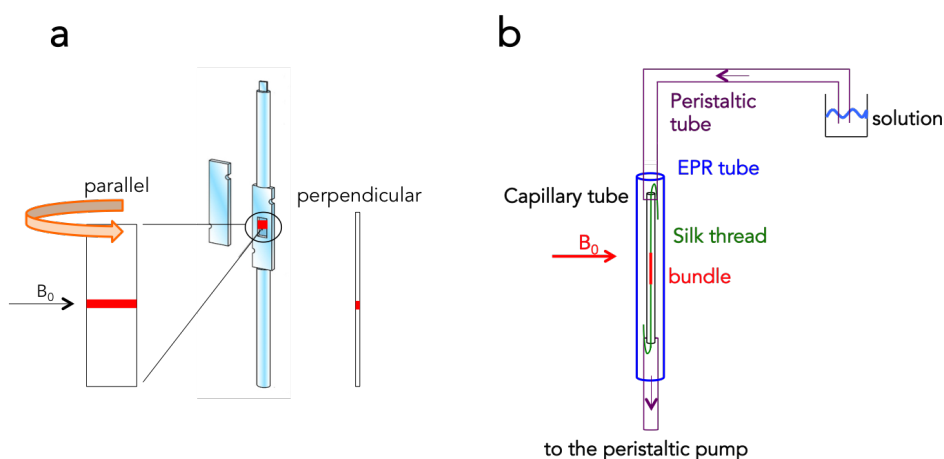 a
parallel
B0
perpendicular
b
Peristaltic
tube
solution
EPR tube
Capillary tube
Silk thread
B0
bundle
to the peristaltic pump